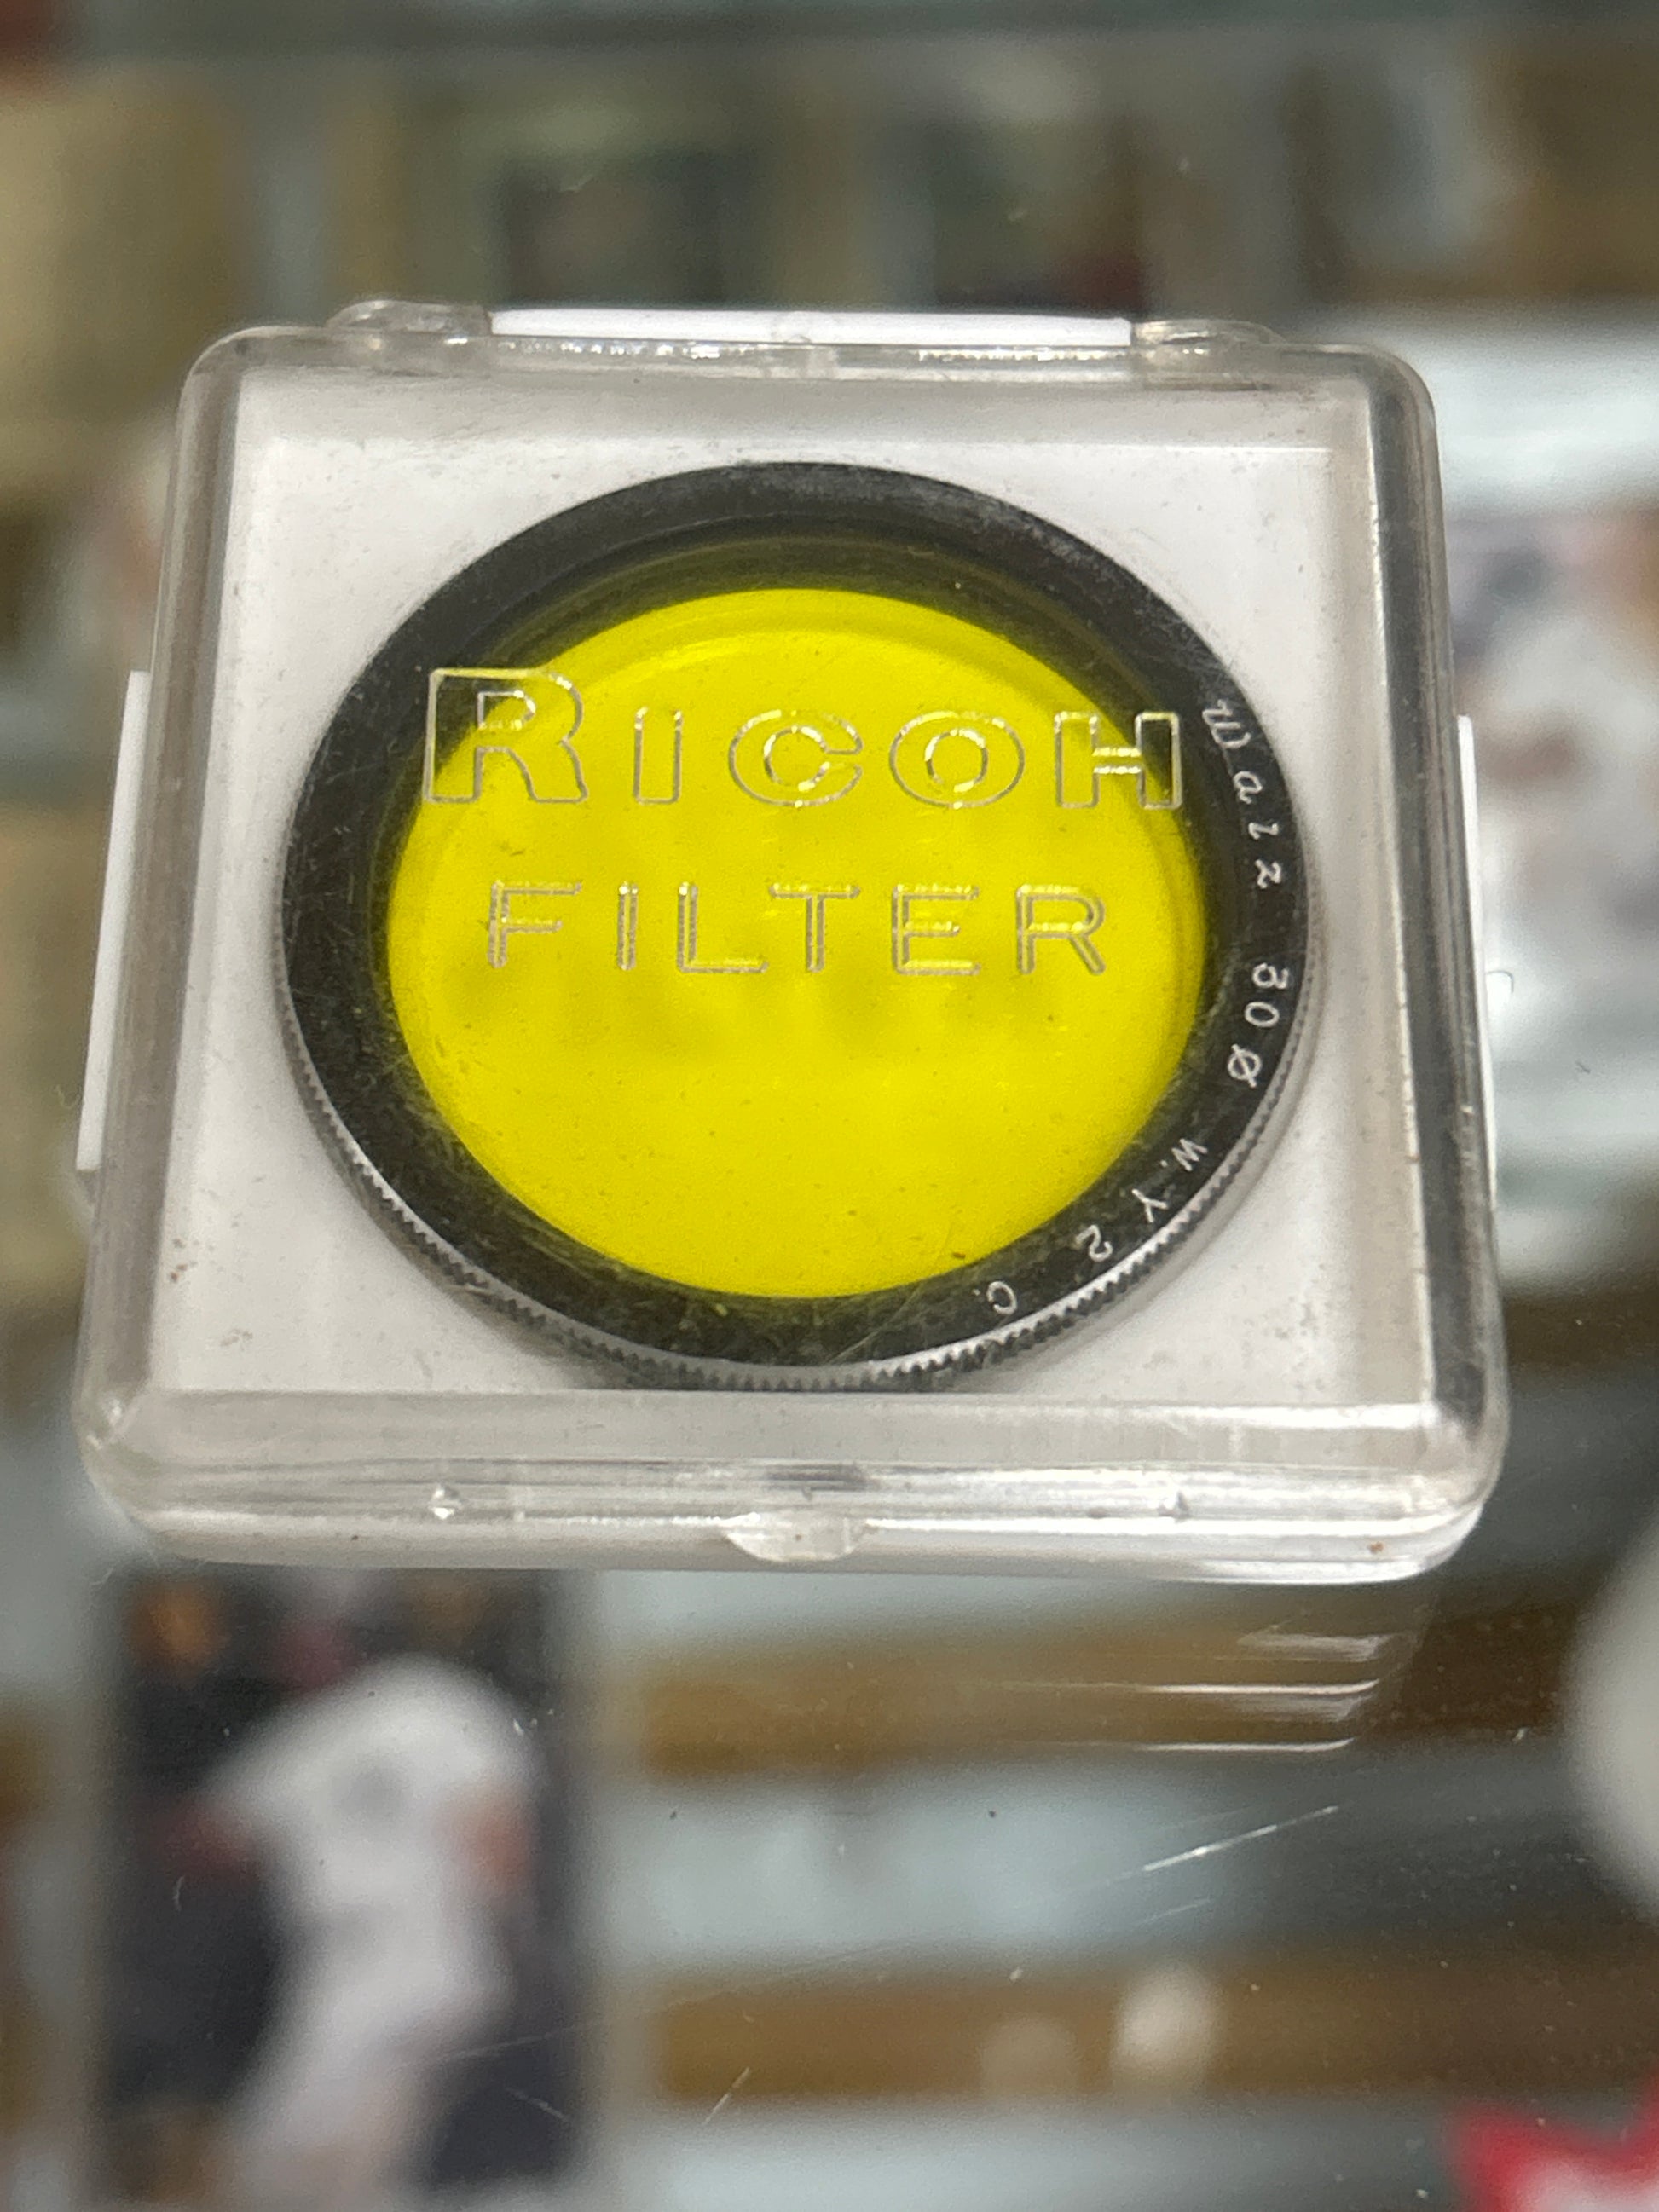 RICOH
FILTER
Walz 30Ø W.Y2 C.